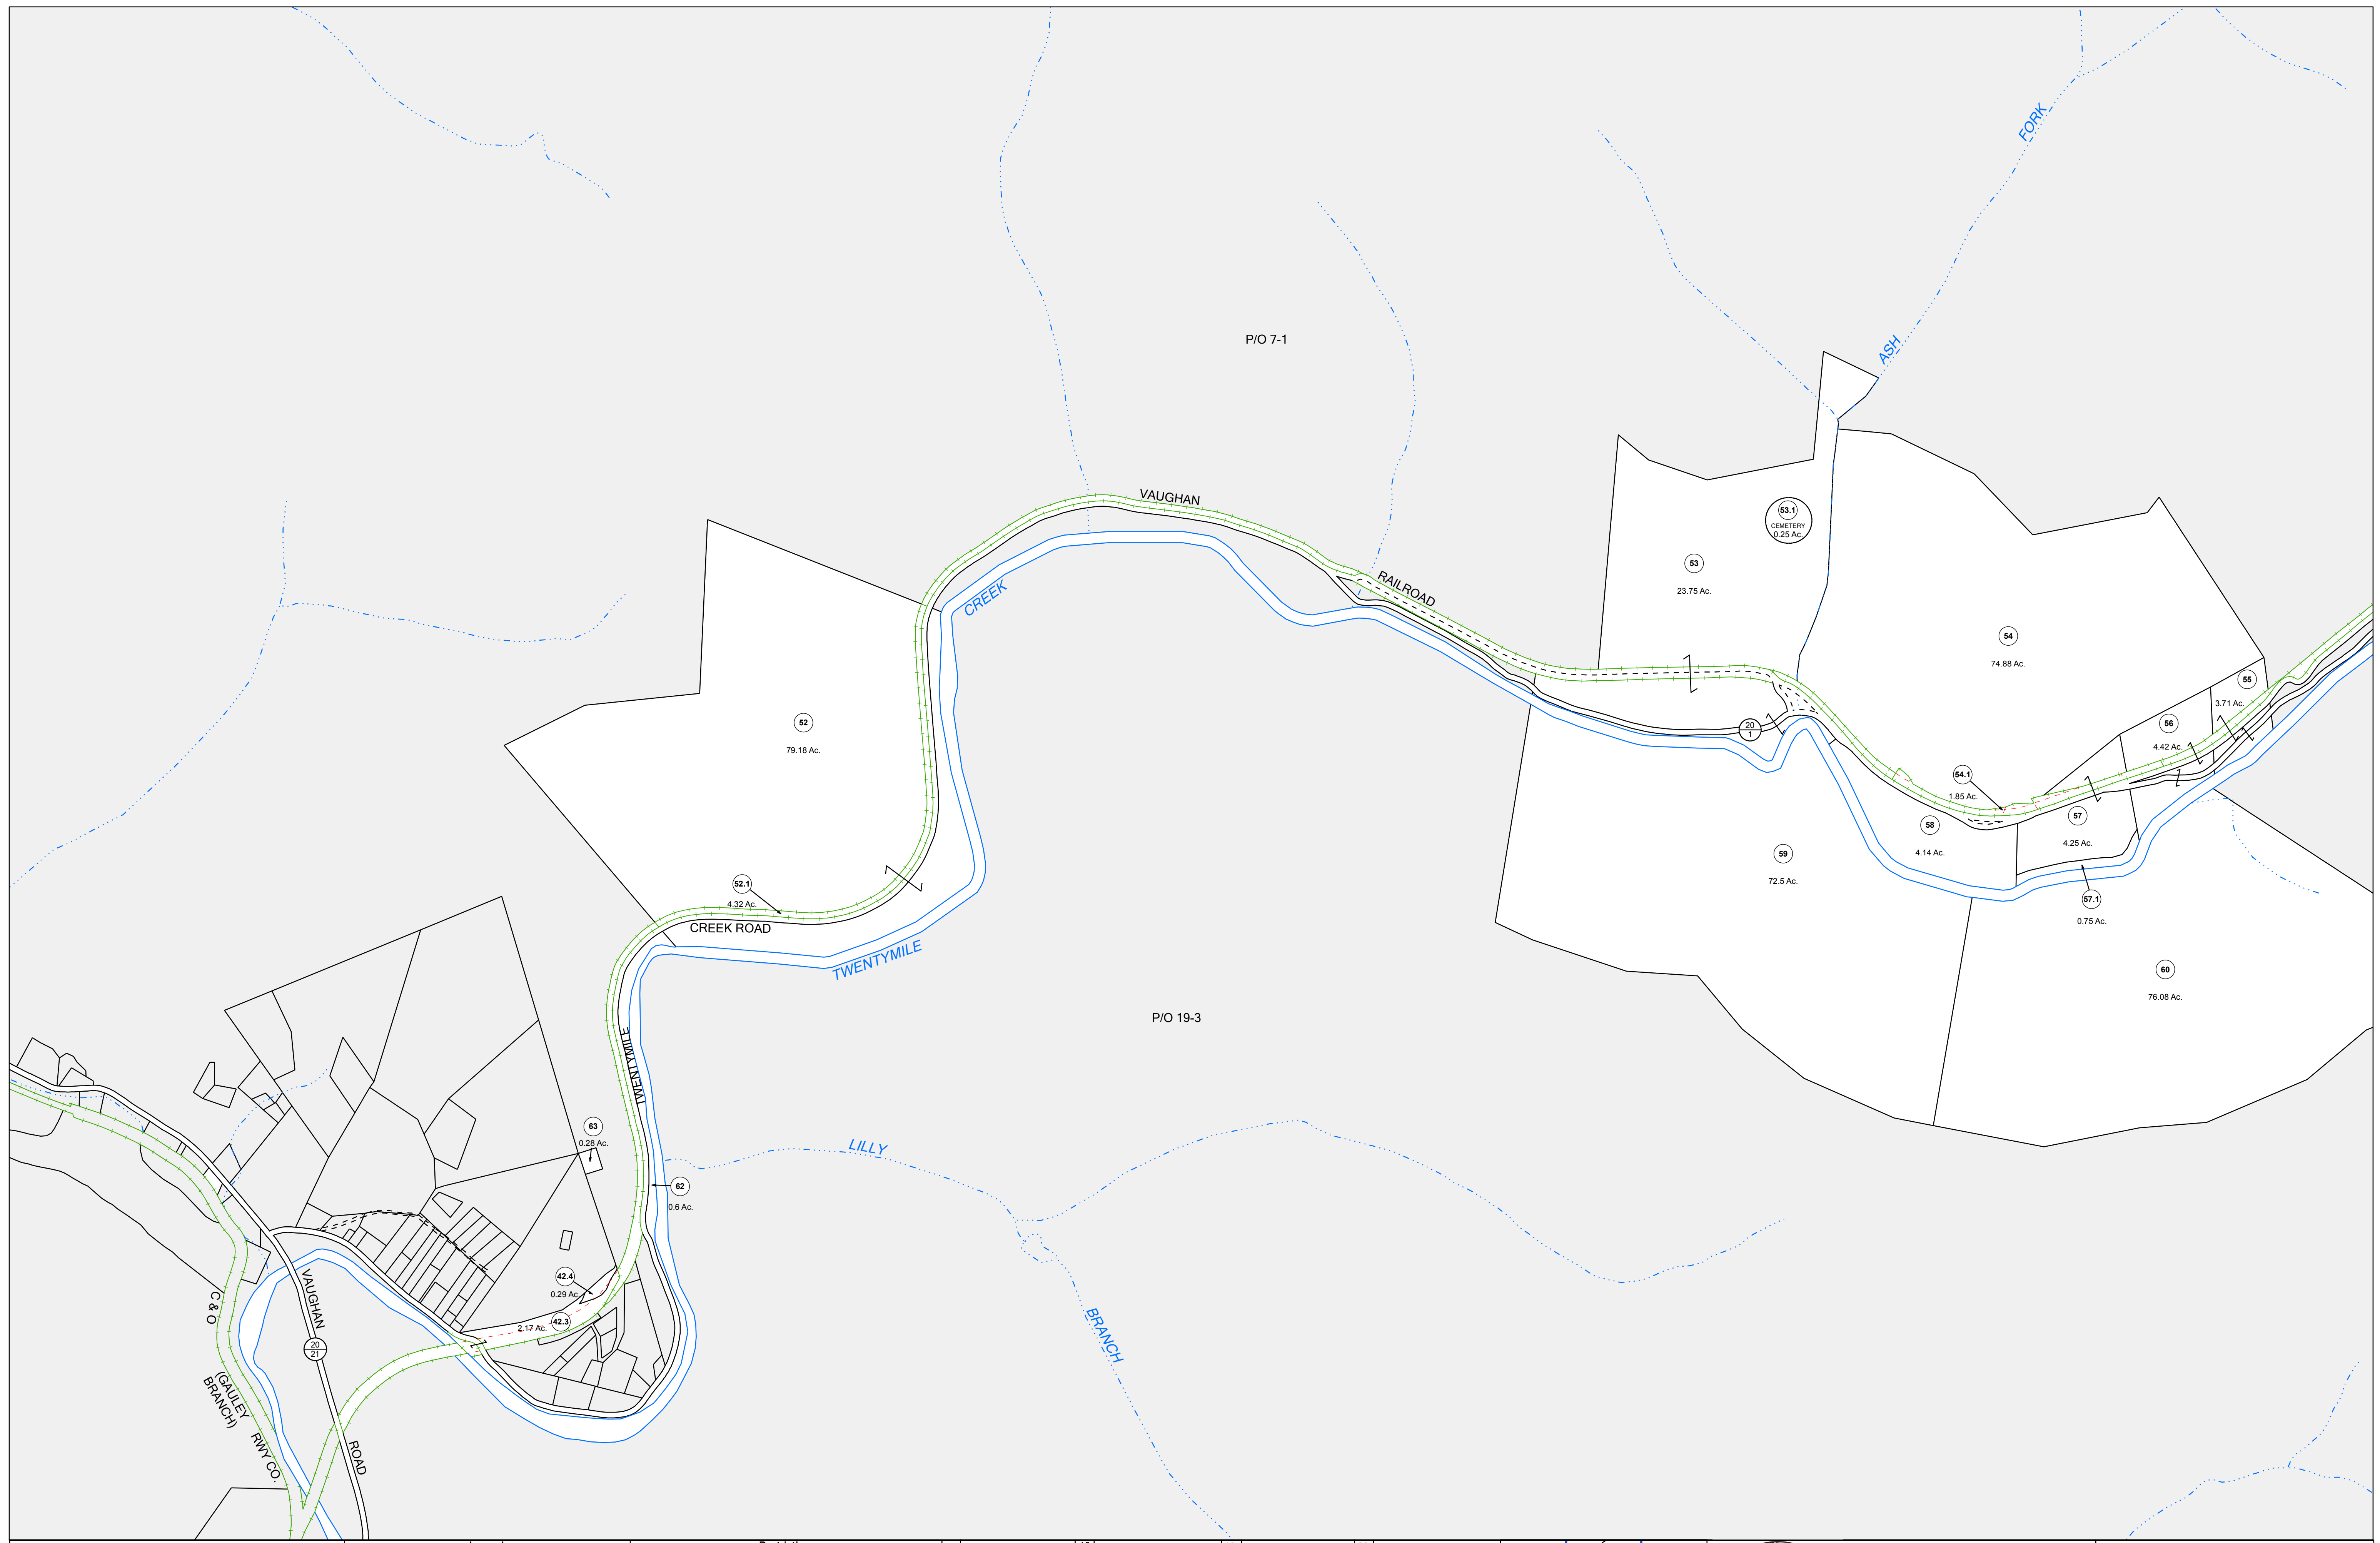 FORK
ASH
P/O 7-1
VAUGHAN
53.1
CEMETERY
0.25 Ac.
53
23.75 Ac.
RAILROAD
CREEK
54
74.88 Ac.
55
3.71 Ac.
56
4.42 Ac.
52
79.18 Ac.
20
1
54.1
1.85 Ac.
57
4.25 Ac.
58
4.14 Ac.
59
72.5 Ac.
57.1
0.75 Ac.
52.1
4.32 Ac.
CREEK ROAD
TWENTYMILE
60
76.08 Ac.
P/O 19-3
TWENTYMILE
63
0.28 Ac.
LILLY
62
0.6 Ac.
42.4
0.29 Ac.
42.3
2.17 Ac.
VAUGHAN
C & O
20
21
BRANCH
(GAULEY
BRANCH)
RWY CO.
ROAD